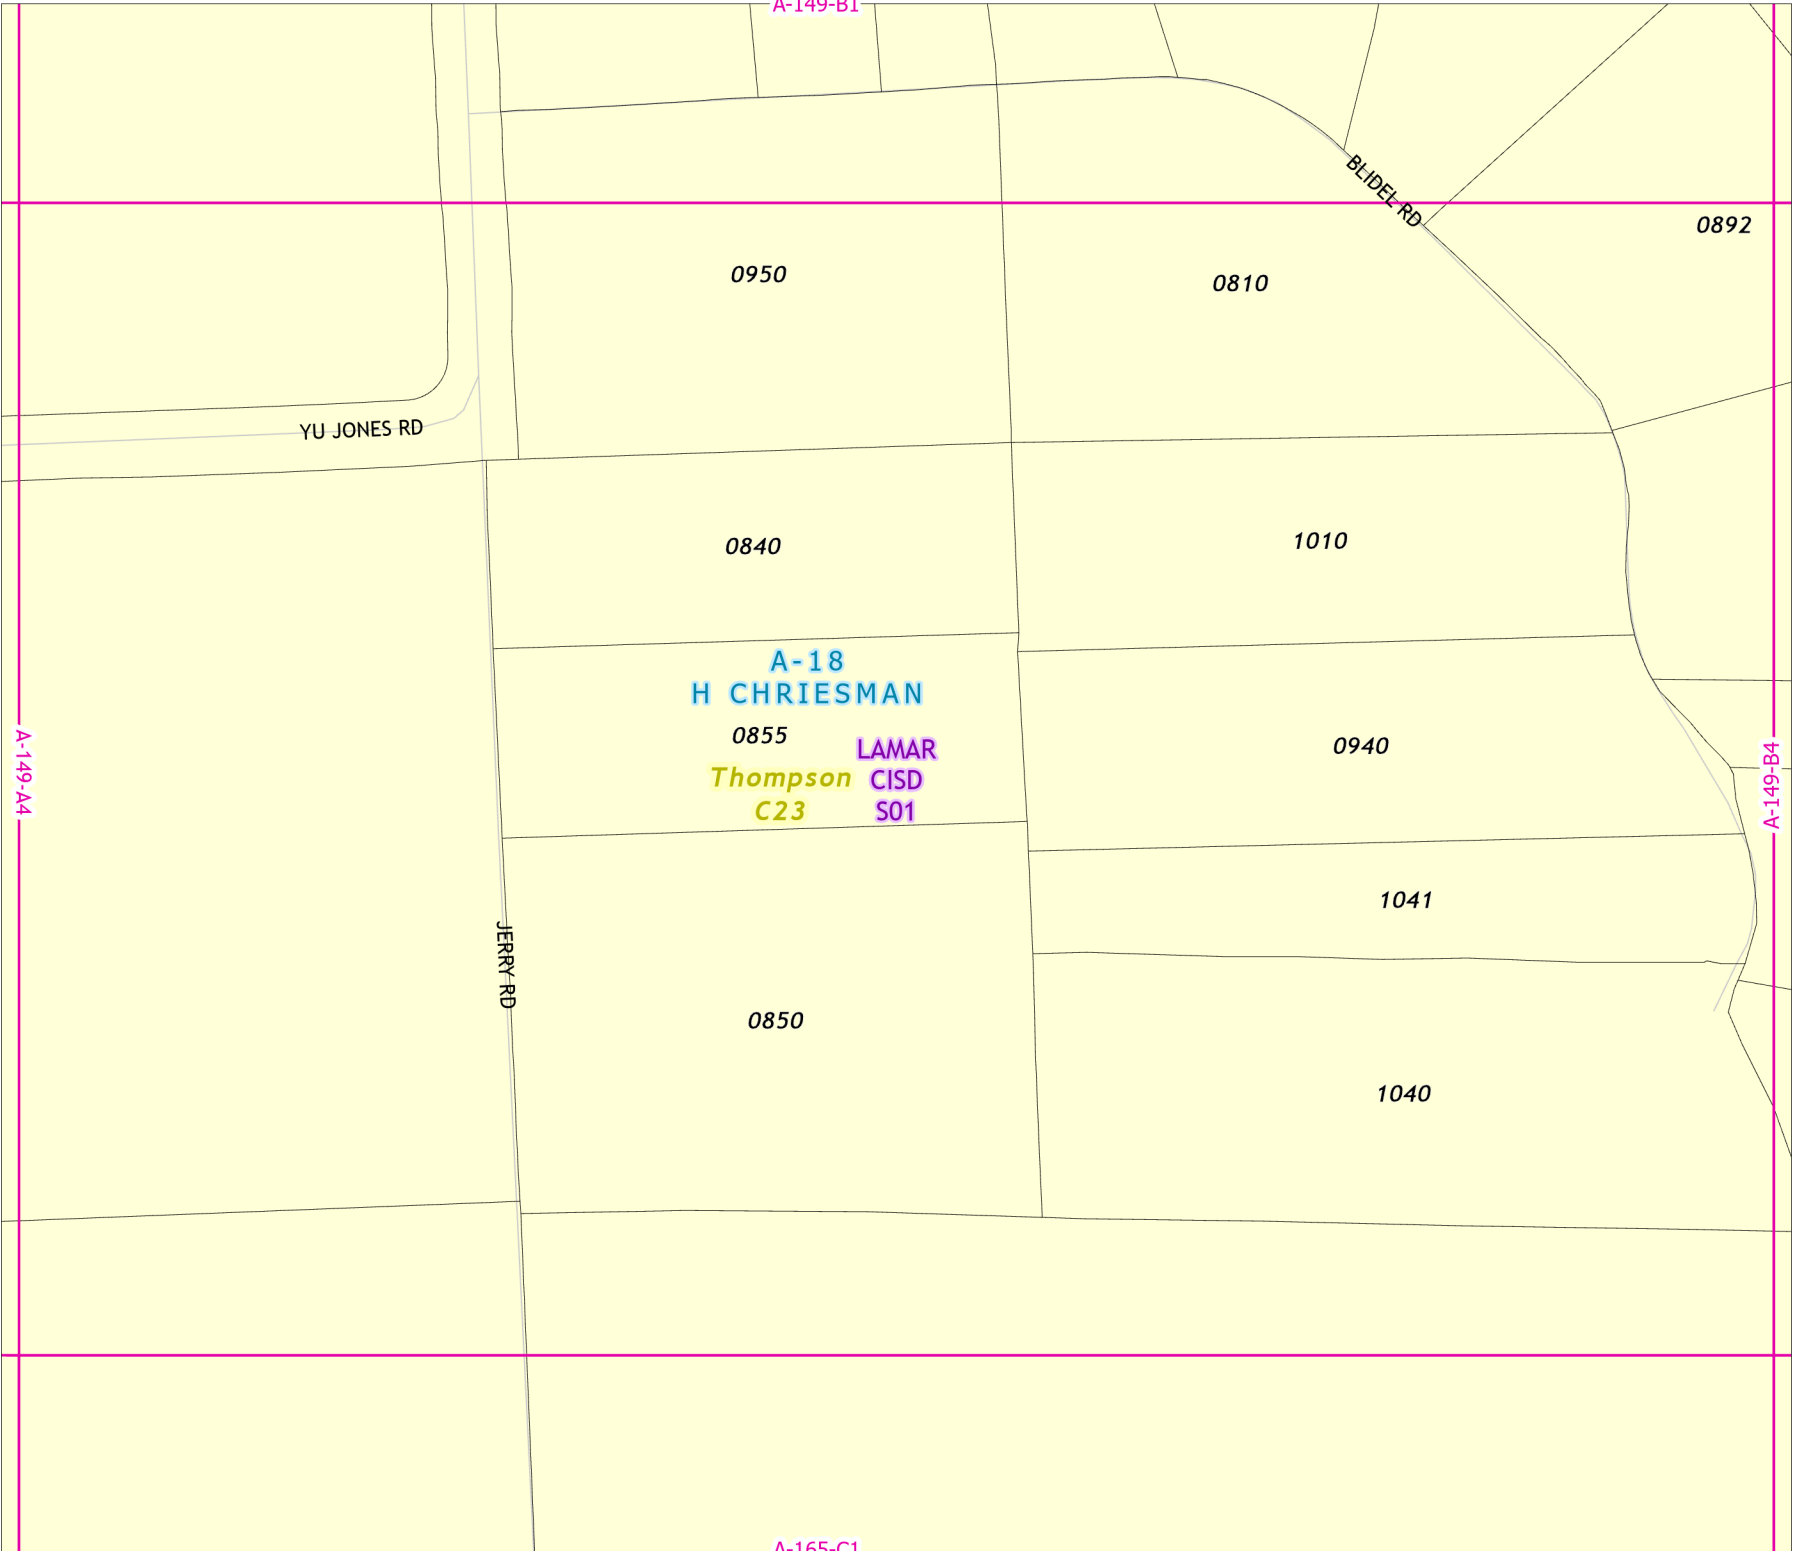 A-149-B1
BLIDEL RD
0892
0950
0810
YU JONES RD
0840
1010
A-18
H CHRIESMAN
0855
LAMAR
CISD
S01
Thompson
C23
0940
A-149-A4
A-149-B4
1041
JERRY RD
0850
1040
A-165-C1